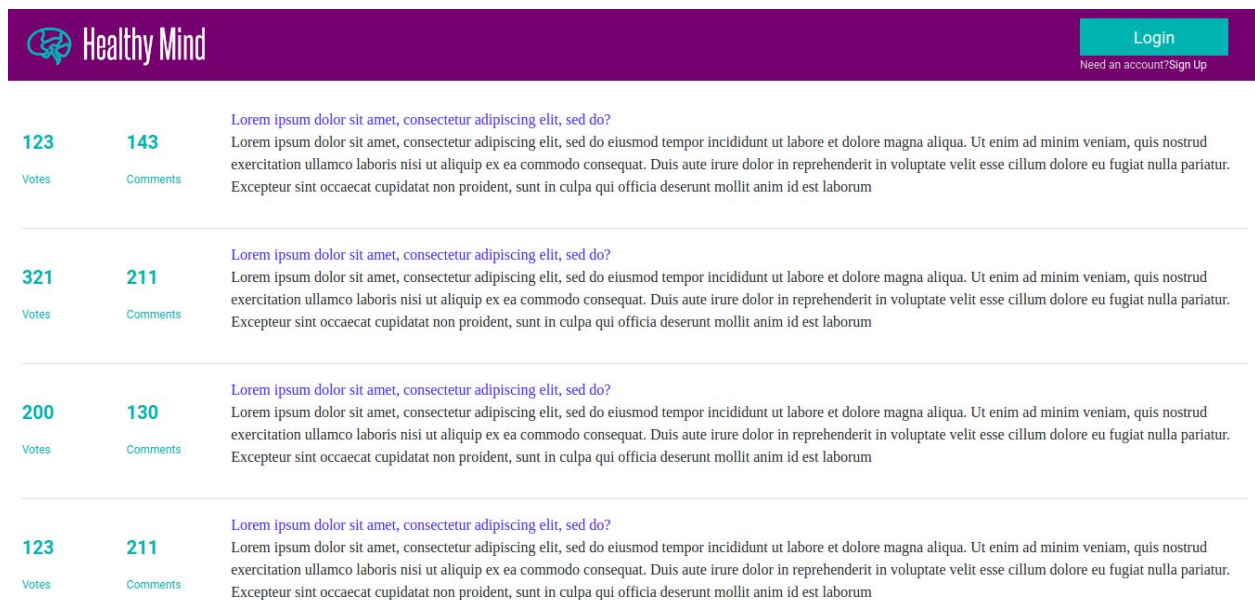 Healthy Mind
Login
Need an account?Sign Up
Lorem ipsum dolor sit amet, consectetur adipiscing elit, sed do?
123
143
Lorem ipsum dolor sit amet, consectetur adipiscing elit, sed do eiusmod tempor incididunt ut labore et dolore magna aliqua. Ut enim ad minim veniam, quis nostrud
exercitation ullamco laboris nisi ut aliquip ex ea commodo consequat. Duis aute irure dolor in reprehenderit in voluptate velit esse cillum dolore eu fugiat nulla pariatur.
Votes
Comments
Excepteur sint occaecat cupidatat non proident, sunt in culpa qui officia deserunt mollit anim id est laborum
Lorem ipsum dolor sit amet, consectetur adipiscing elit, sed do?
321
211
Lorem ipsum dolor sit amet, consectetur adipiscing elit, sed do eiusmod tempor incididunt ut labore et dolore magna aliqua. Ut enim ad minim veniam, quis nostrud
exercitation ullamco laboris nisi ut aliquip ex ea commodo consequat. Duis aute irure dolor in reprehenderit in voluptate velit esse cillum dolore eu fugiat nulla pariatur.
Votes
Comments
Excepteur sint occaecat cupidatat non proident, sunt in culpa qui officia deserunt mollit anim id est laborum
Lorem ipsum dolor sit amet, consectetur adipiscing elit, sed do?
200
130
Lorem ipsum dolor sit amet, consectetur adipiscing elit, sed do eiusmod tempor incididunt ut labore et dolore magna aliqua. Ut enim ad minim veniam, quis nostrud
exercitation ullamco laboris nisi ut aliquip ex ea commodo consequat. Duis aute irure dolor in reprehenderit in voluptate velit esse cillum dolore eu fugiat nulla pariatur.
Votes
Comments
Excepteur sint occaecat cupidatat non proident, sunt in culpa qui officia deserunt mollit anim id est laborum
Lorem ipsum dolor sit amet, consectetur adipiscing elit, sed do?
123
211
Lorem ipsum dolor sit amet, consectetur adipiscing elit, sed do eiusmod tempor incididunt ut labore et dolore magna aliqua. Ut enim ad minim veniam, quis nostrud
exercitation ullamco laboris nisi ut aliquip ex ea commodo consequat. Duis aute irure dolor in reprehenderit in voluptate velit esse cillum dolore eu fugiat nulla pariatur.
Votes
Comments
Excepteur sint occaecat cupidatat non proident, sunt in culpa qui officia deserunt mollit anim id est laborum